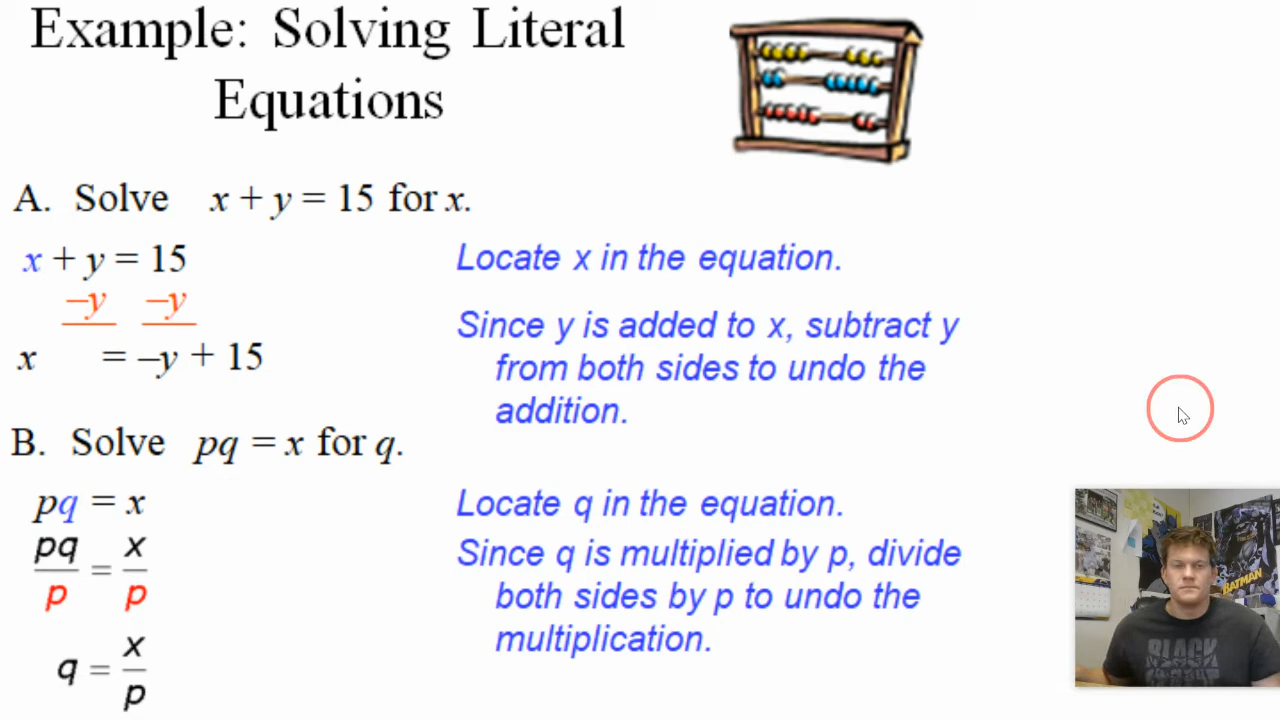 Example: Solving Literal
Equations
A. Solve x + y = 15 for x.
x + y = 15
Locate x in the equation.
–y –y
Since y is added to x, subtract y
from both sides to undo the
addition.
x = –y + 15
B. Solve pq = x for q.
pq = x
Locate q in the equation.
pq/p = x/p
Since q is multiplied by p, divide
both sides by p to undo the
multiplication.
q = x/p
BATMAN
BLACK